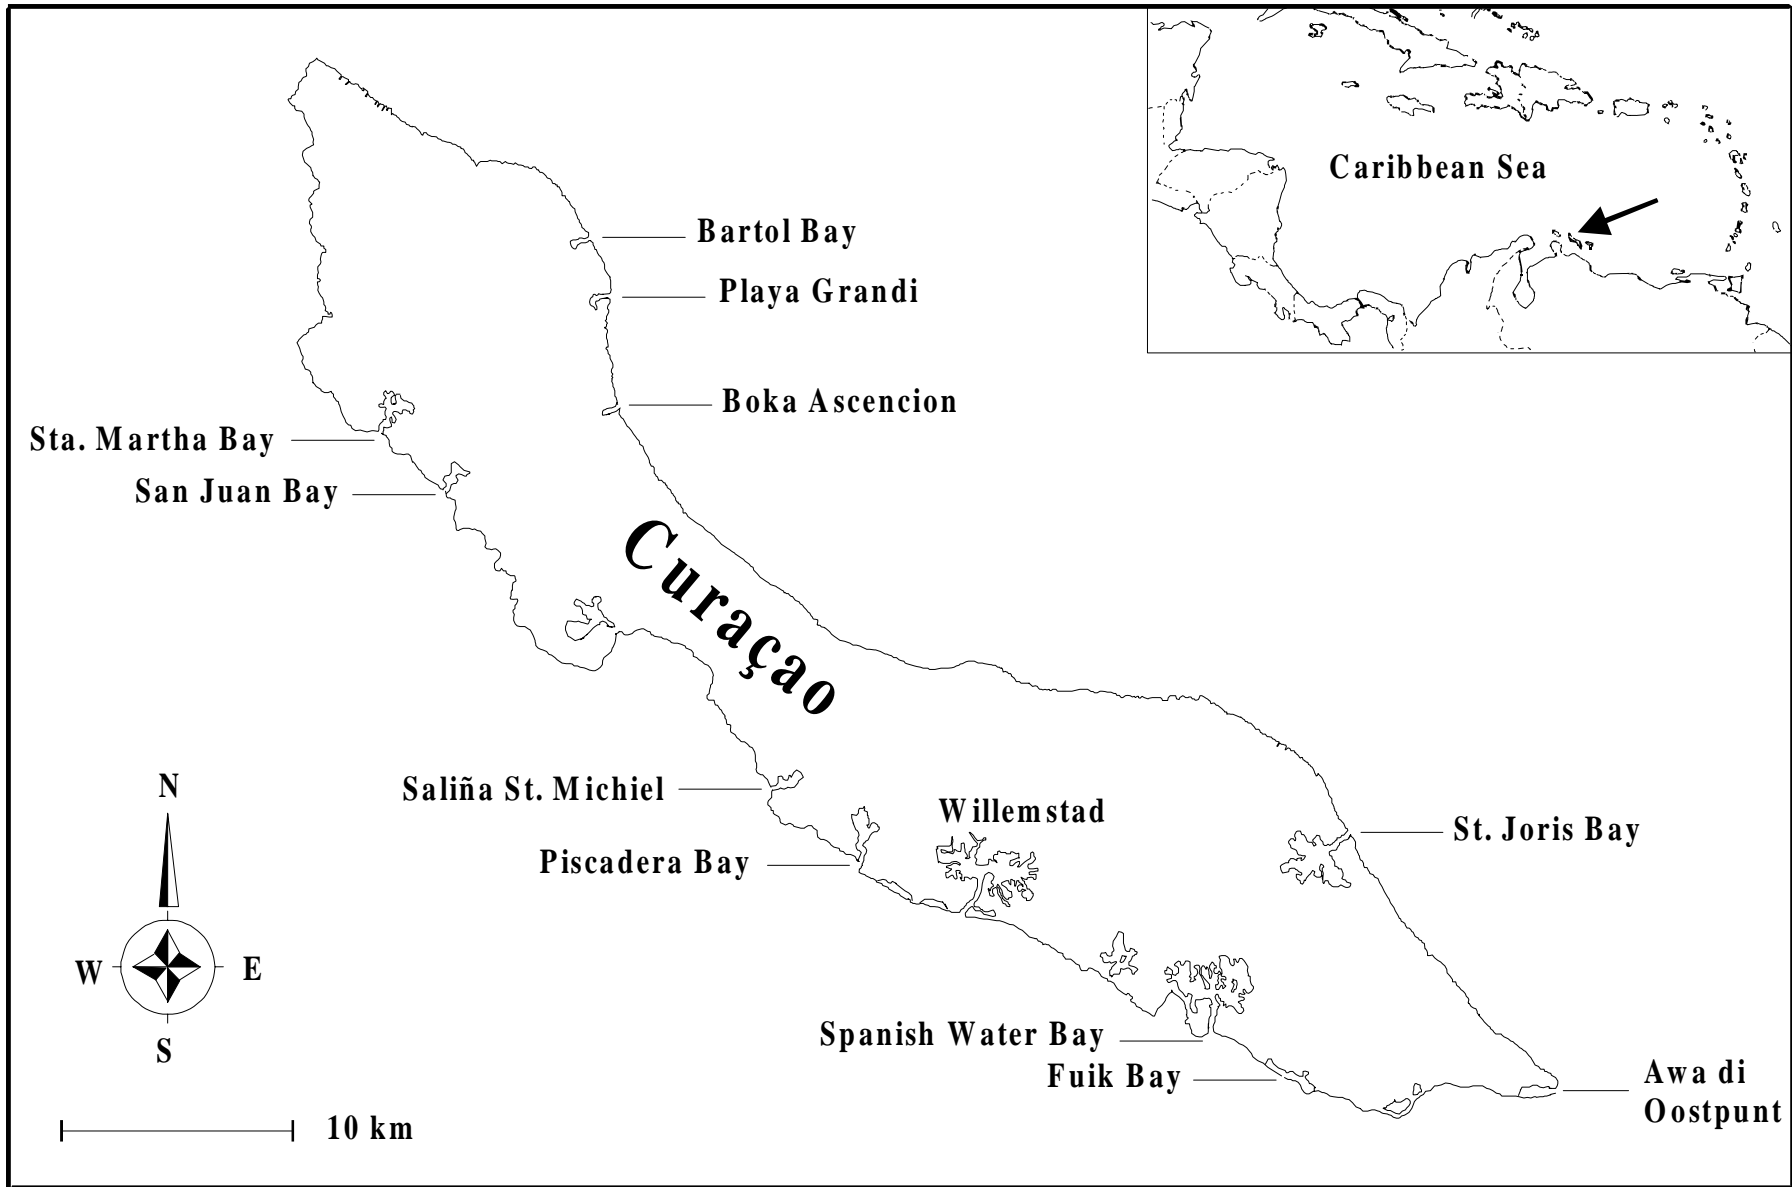 Caribbean Sea
Bartol Bay
Playa Grandi
Boka Ascencion
Sta. Martha Bay
San Juan Bay
Curaçao
N
Saliña St. Michiel
Willemstad
St. Joris Bay
Piscadera Bay
W
E
S
Spanish Water Bay
Fuik Bay
Awa di
Oostpunt
10 km